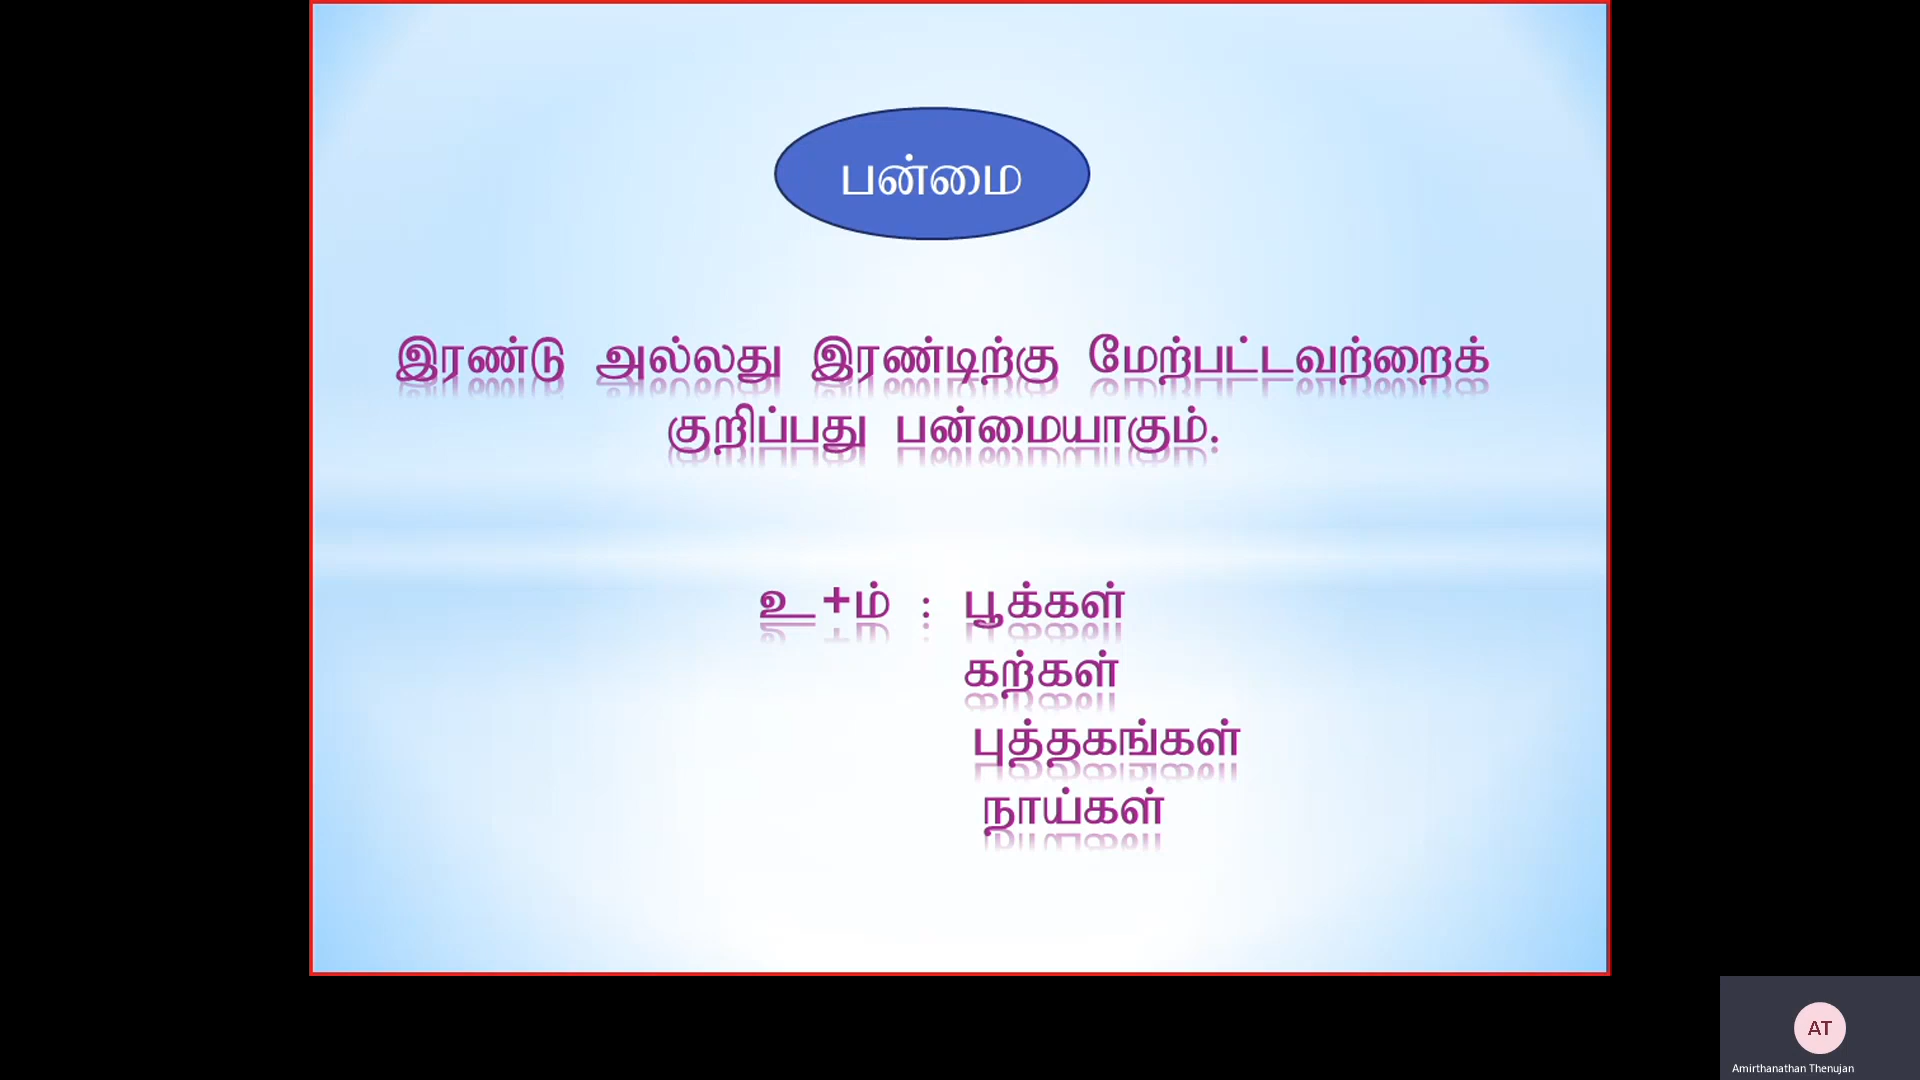 பன்மை
இரண்டு அல்லது இரண்டிற்கு மேற்பட்டவற்றைக்
குறிப்பது பன்மையாகும்.
உ+ம் : பூக்கள்
கற்கள்
புத்தகங்கள்
நாய்கள்
AT
Amirthanathan Thenujan